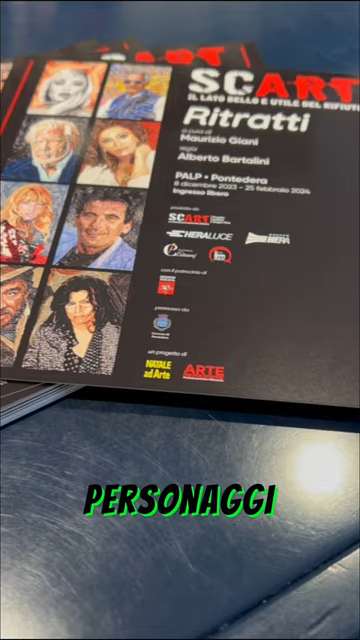 SCART
IL LATO BELLO E UTILE DEL RIFIUTO
Ritratti
a cura di
Maurizio Giani
regia
Alberto Bartalini
PALP • Pontedera
8 dicembre 2023 - 25 febbraio 2024
Ingresso libero
SCART
HERALUCE
GRUPPO
HERA
con il patrocinio di
promosso da
un progetto di
NATALE
ad Arte
ARTE
PERSONAGGI